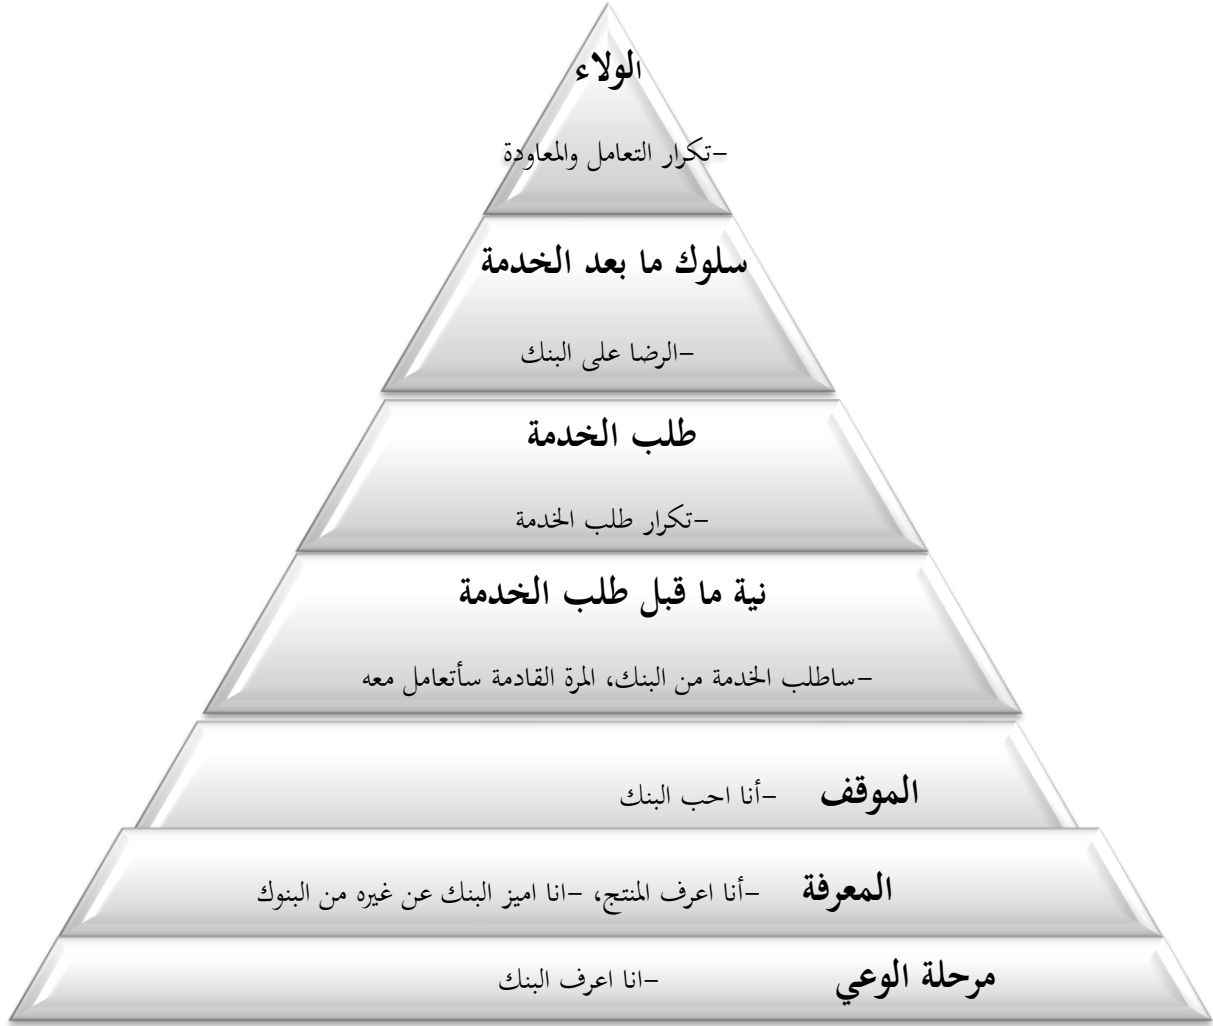 الولاء
-تكرار التعامل والمعاودة
سلوك ما بعد الخدمة
-الرضا على البنك
طلب الخدمة
-تكرار طلب الخدمة
نية ما قبل طلب الخدمة
-ساطلب الخدمة من البنك، المرة القادمة سأتعامل معه
الموقف -أنا احب البنك
المعرفة -أنا اعرف المنتج، -انا اميز البنك عن غيره من البنوك
مرحلة الوعي -انا اعرف البنك